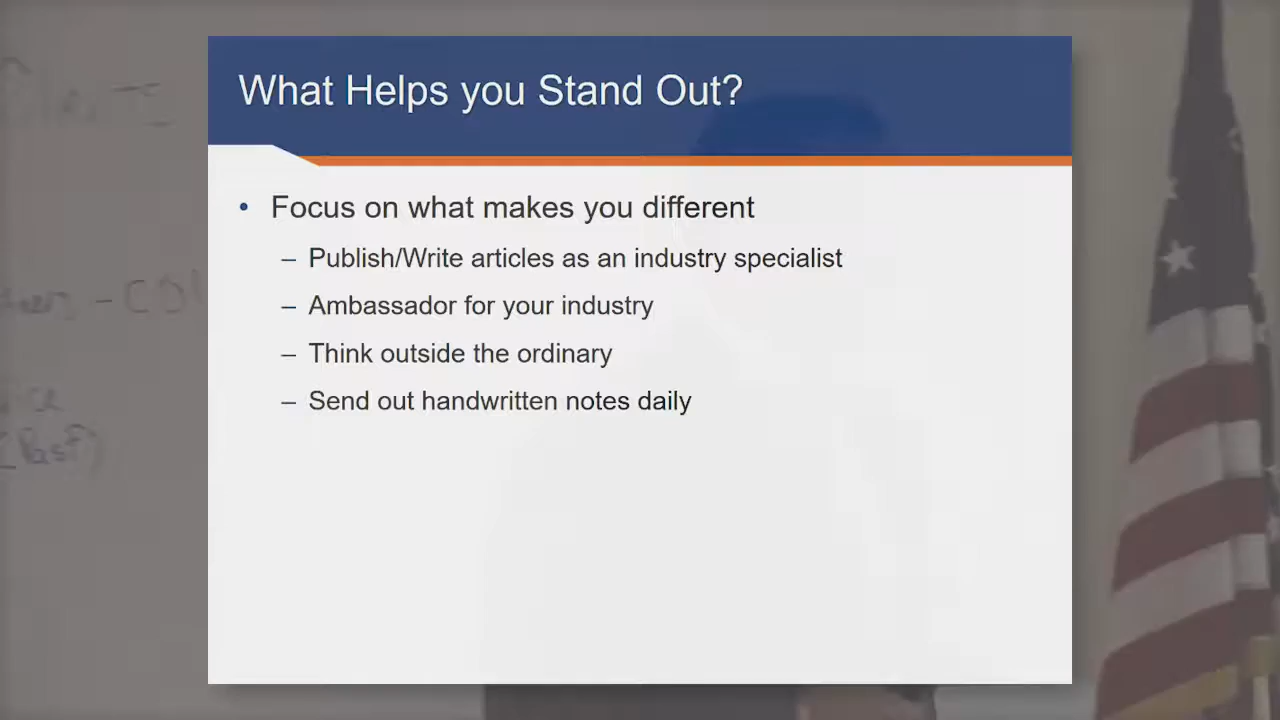 What Helps you Stand Out?
• Focus on what makes you different
– Publish/Write articles as an industry specialist
– Ambassador for your industry
– Think outside the ordinary
– Send out handwritten notes daily